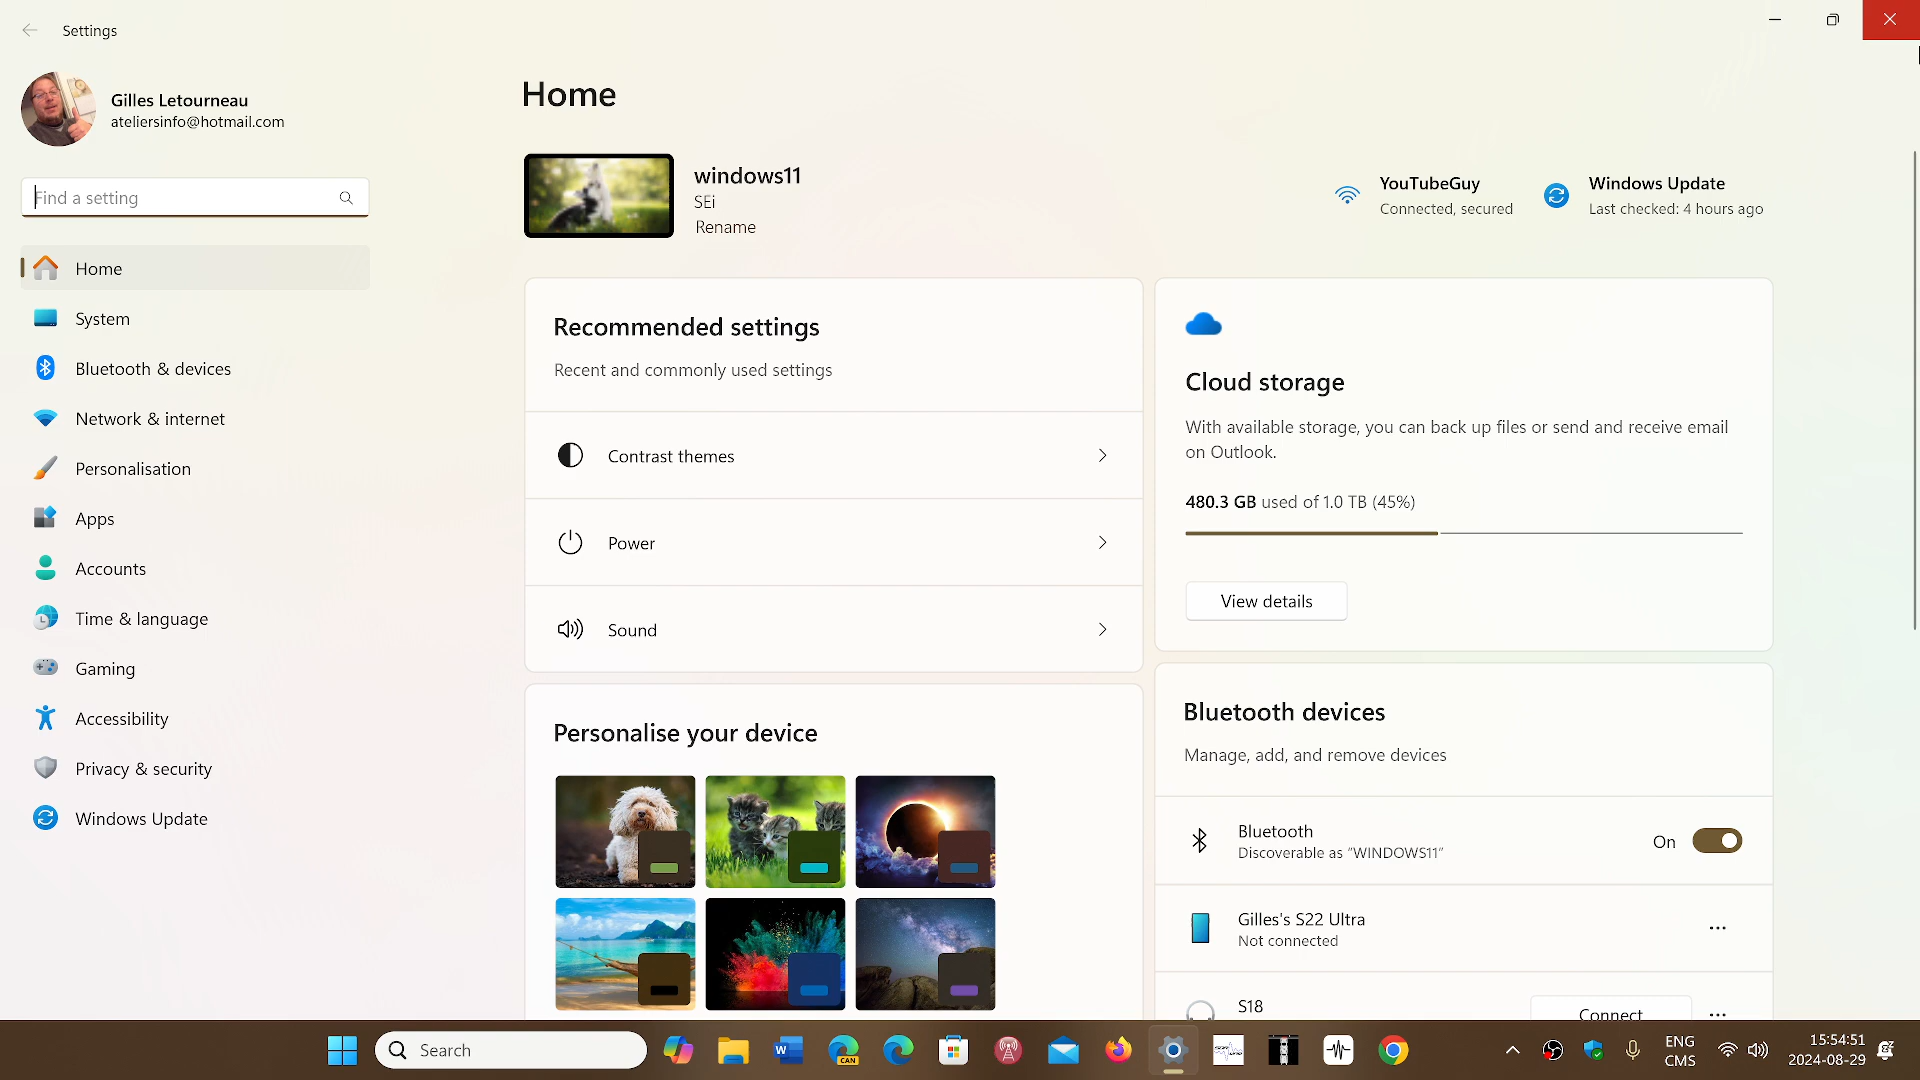 Settings
Gilles Letourneau
ateliersinfo@hotmail.com
Find a setting
Home
System
Bluetooth & devices
Network & internet
Personalisation
Apps
Accounts
Time & language
Gaming
Accessibility
Privacy & security
Windows Update
Home
windows11
SEi
Rename
YouTubeGuy
Connected, secured
Windows Update
Last checked: 4 hours ago
Recommended settings
Recent and commonly used settings
Contrast themes
Power
Sound
Personalise your device
Cloud storage
With available storage, you can back up files or send and receive email
on Outlook.
480.3 GB used of 1.0 TB (45%)
View details
Bluetooth devices
Manage, add, and remove devices
Bluetooth
Discoverable as "WINDOWS11"
On
Gilles's S22 Ultra
Not connected
S18
Connect
Search
W
CAN
ENG
CMS
15:54:51
2024-08-29